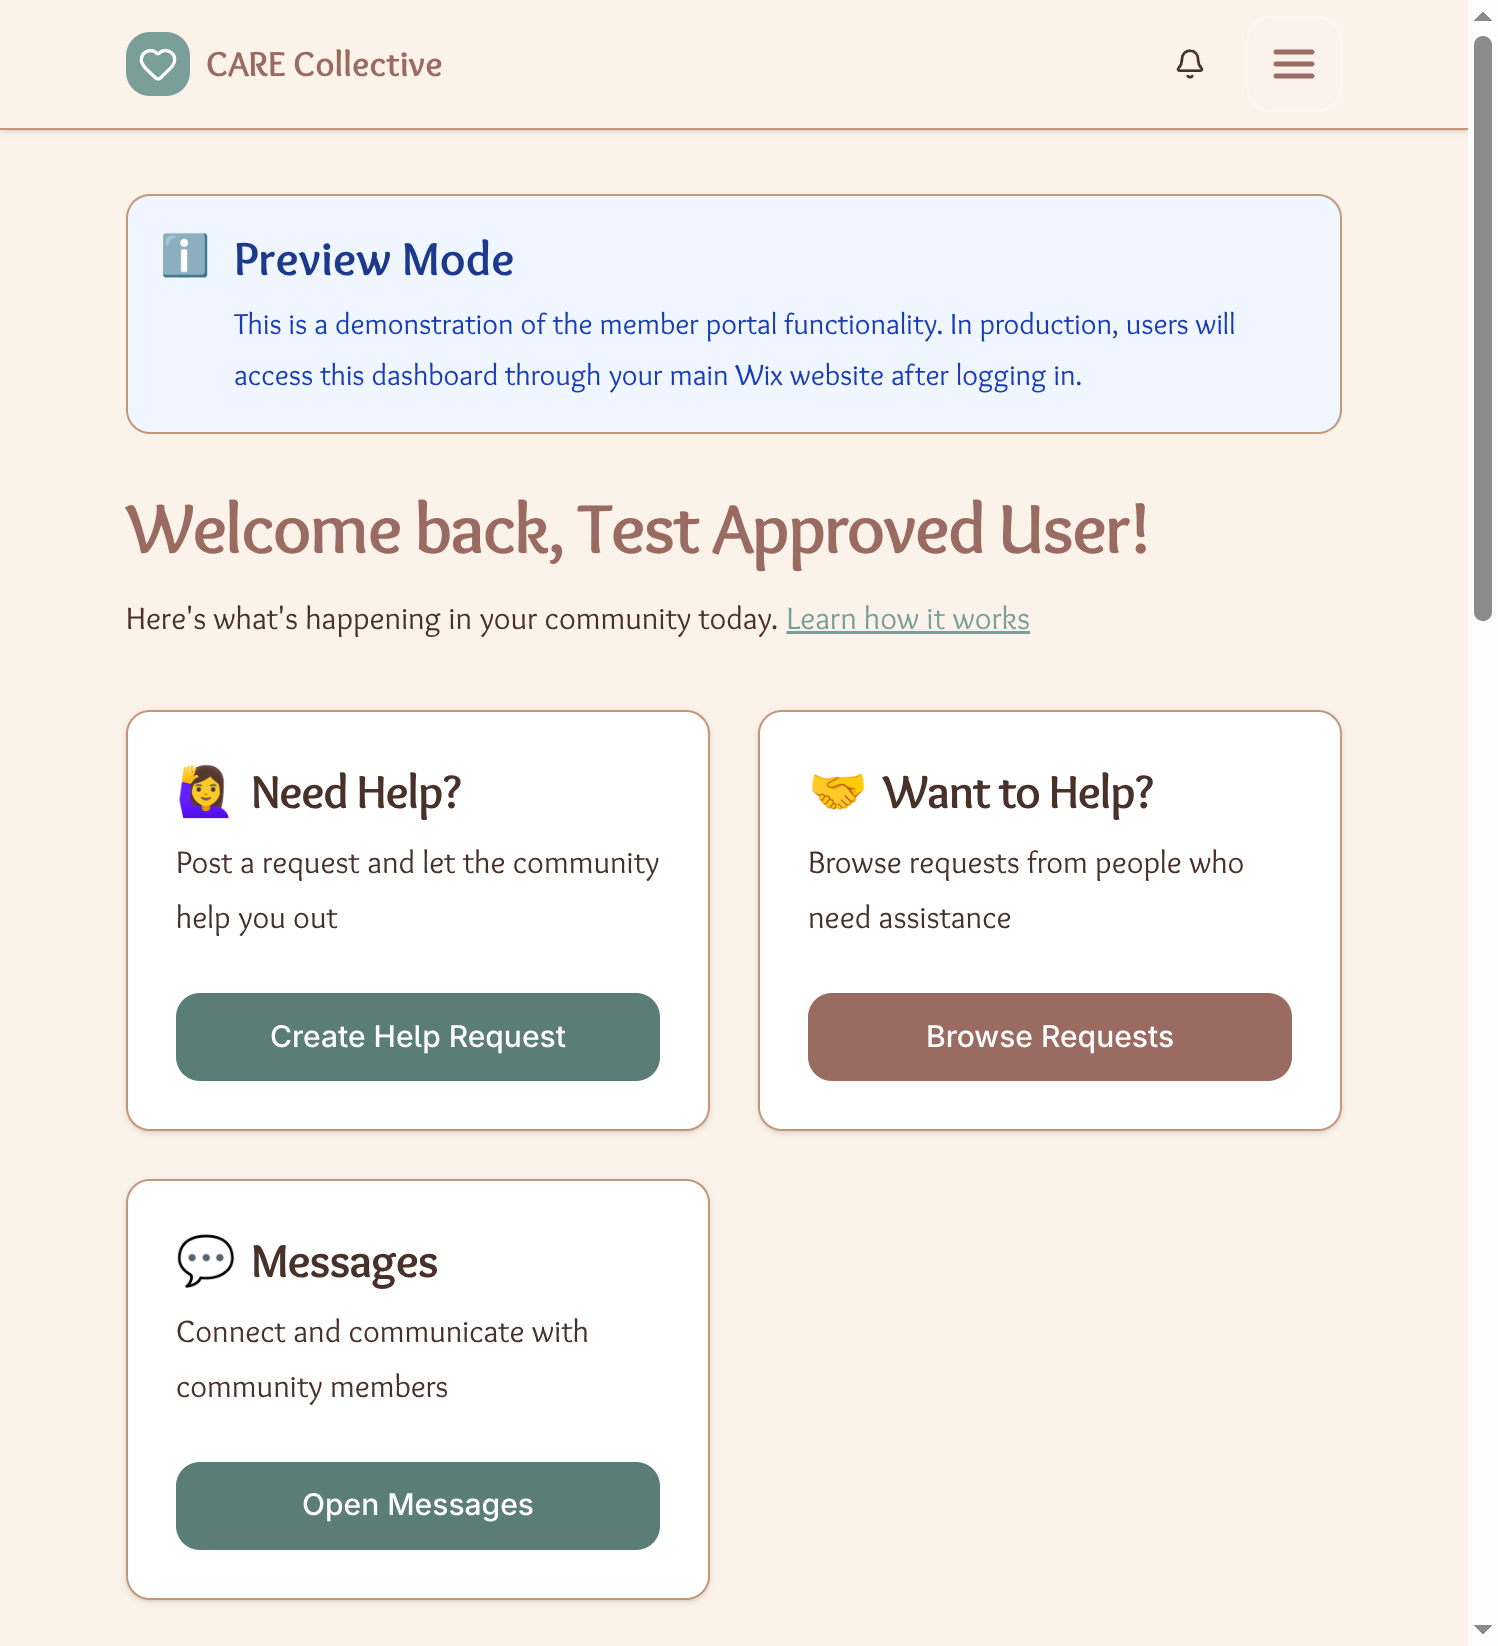 CARE Collective
Preview Mode
This is a demonstration of the member portal functionality. In production, users will
access this dashboard through your main Wix website after logging in.
Welcome back, Test Approved User!
Here's what's happening in your community today. Learn how it works
Need Help?
Post a request and let the community
help you out
Create Help Request
Want to Help?
Browse requests from people who
need assistance
Browse Requests
Messages
Connect and communicate with
community members
Open Messages